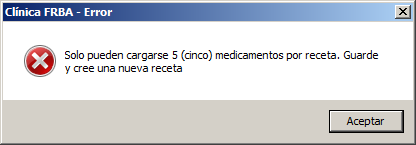 Clínica FRBA - Error
Solo pueden cargarse 5 (cinco) medicamentos por receta. Guarde
y cree una nueva receta
Aceptar